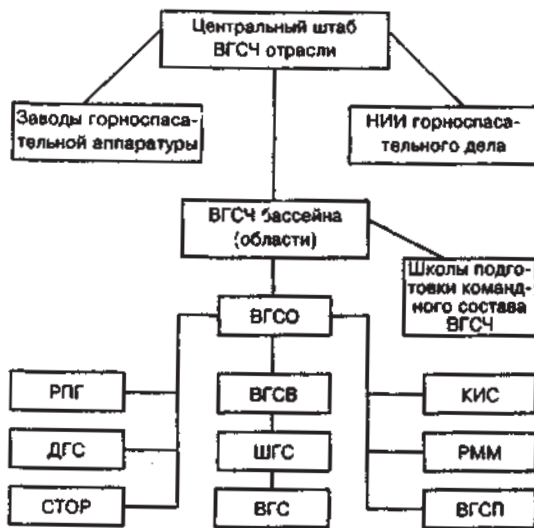 Центральный штаб
ВГСЧ отрасли
Заводы горноспаса-
тельной аппаратуры
НИИ горноспаса-
тельного дела
ВГСЧ бассейна
(области)
Школы подго-
товки команд-
ного состава
ВГСЧ
ВГСО
РПГ
ВГСВ
КИС
ДГС
ШГС
РММ
СТОР
ВГС
ВГСП